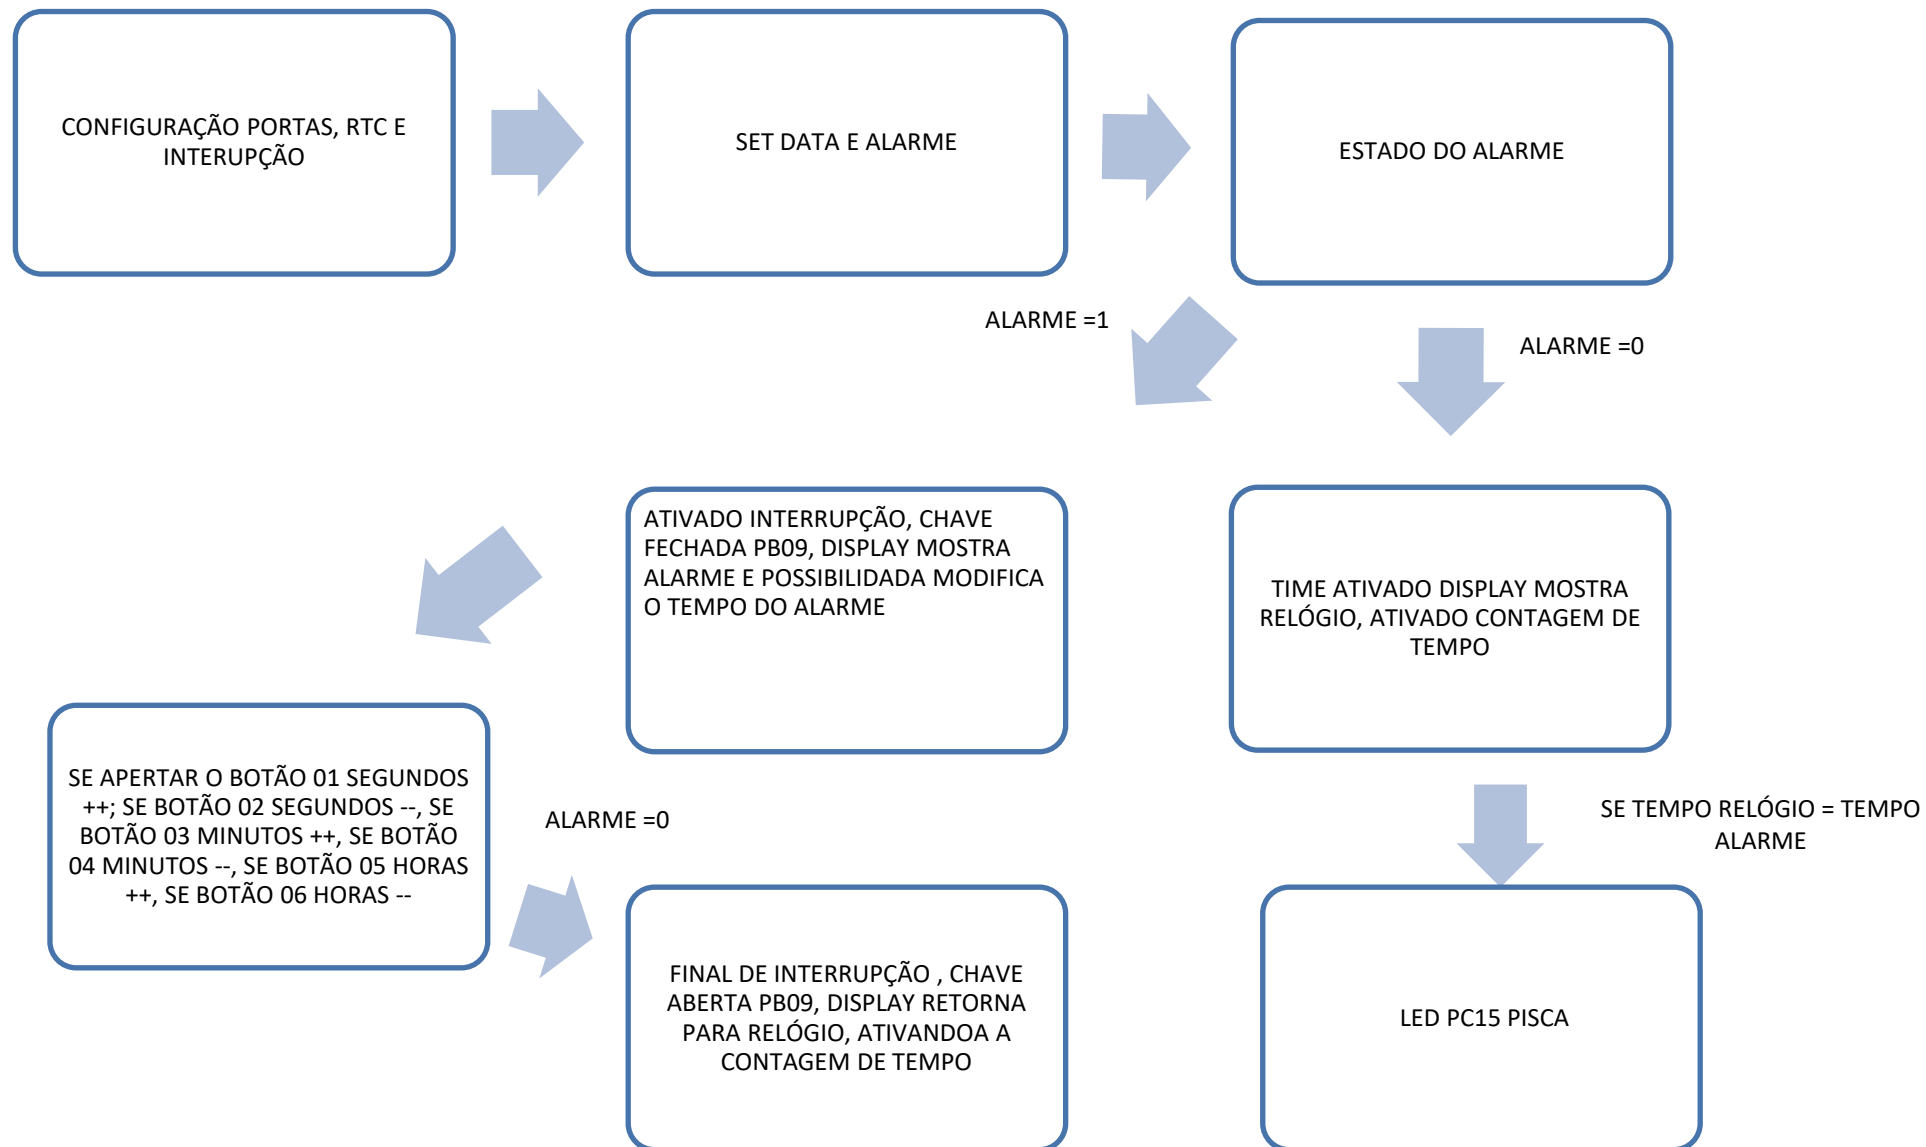 CONFIGURAÇÃO PORTAS, RTC E
INTERUPÇÃO
SET DATA E ALARME
ESTADO DO ALARME
ALARME =1
ALARME =0
ATIVADO INTERRUPÇÃO, CHAVE
FECHADA PB09, DISPLAY MOSTRA
ALARME E POSSIBILIDADA MODIFICA
O TEMPO DO ALARME
TIME ATIVADO DISPLAY MOSTRA
RELÓGIO, ATIVADO CONTAGEM DE
TEMPO
SE APERTAR O BOTÃO 01 SEGUNDOS
++; SE BOTÃO 02 SEGUNDOS --, SE
BOTÃO 03 MINUTOS ++, SE BOTÃO
04 MINUTOS --, SE BOTÃO 05 HORAS
++, SE BOTÃO 06 HORAS --
ALARME =0
SE TEMPO RELÓGIO = TEMPO
ALARME
FINAL DE INTERRUPÇÃO , CHAVE
ABERTA PB09, DISPLAY RETORNA
PARA RELÓGIO, ATIVANDOA A
CONTAGEM DE TEMPO
LED PC15 PISCA